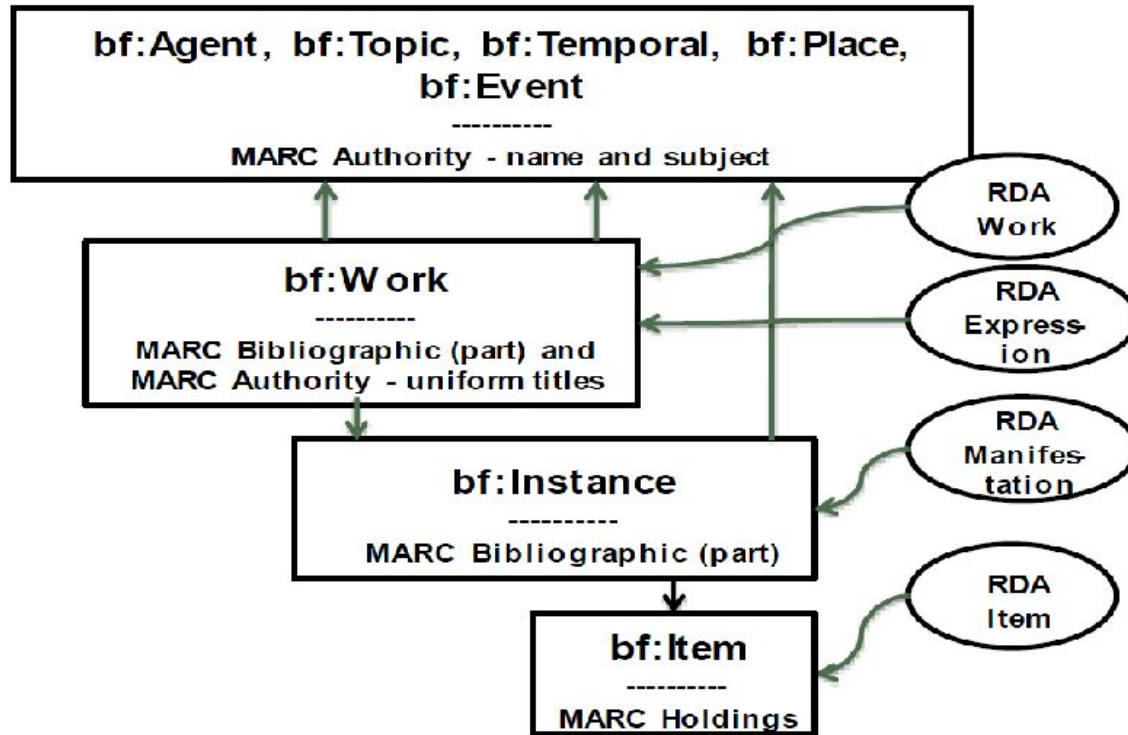 bf:Agent, bf:Topic, bf:Temporal, bf:Place,
bf:Event
----------
MARC Authority - name and subject
RDA
Work
bf:Work
----------
MARC Bibliographic (part) and
MARC Authority - uniform titles
RDA
Express-
ion
bf:Instance
----------
MARC Bibliographic (part)
RDA
Manifes-
tation
bf:Item
----------
MARC Holdings
RDA
Item